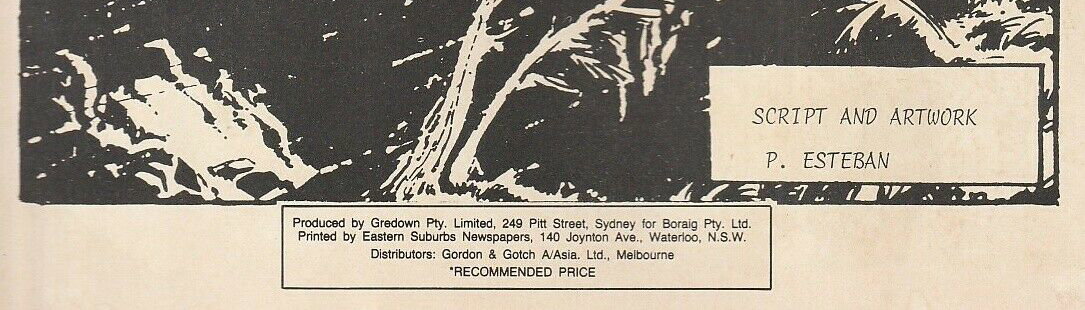 SCRIPT AND ARTWORK
P. ESTEBAN
Produced by Gredown Pty. Limited, 249 Pitt Street, Sydney for Boraig Pty. Ltd.
Printed by Eastern Suburbs Newspapers, 140 Joynton Ave., Waterloo, N.S.W.
Distributors: Gordon & Gotch A/Asia. Ltd., Melbourne
*RECOMMENDED PRICE